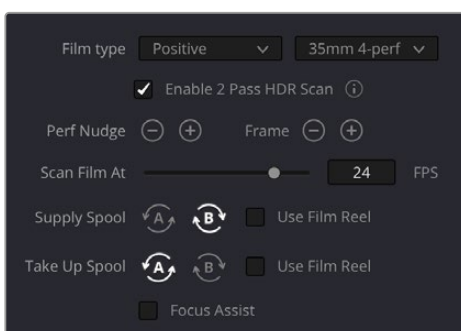 Film type Positive 35mm 4-perf
Enable 2 Pass HDR Scan i
Perf Nudge Frame
Scan Film At 24 FPS
Supply Spool A B Use Film Reel
Take Up Spool A B Use Film Reel
Focus Assist